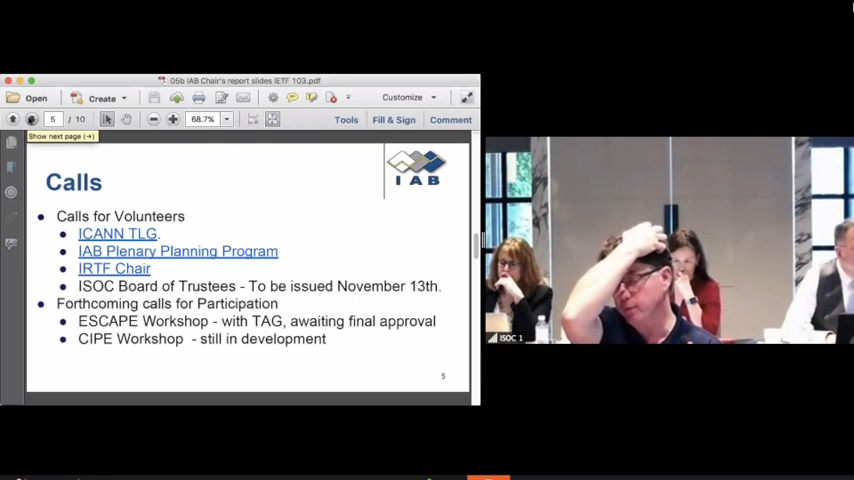 05b IAB Chair's report slides IETF 103.pdf
Open
Create
Customize
5 / 10
68.7%
Tools
Fill & Sign
Comment
Show next page (→)
IAB
Calls
Calls for Volunteers
ICANN TLG.
IAB Plenary Planning Program
IRTF Chair
ISOC Board of Trustees - To be issued November 13th.
Forthcoming calls for Participation
ESCAPE Workshop - with TAG, awaiting final approval
CIPE Workshop - still in development
5
ISOC 1